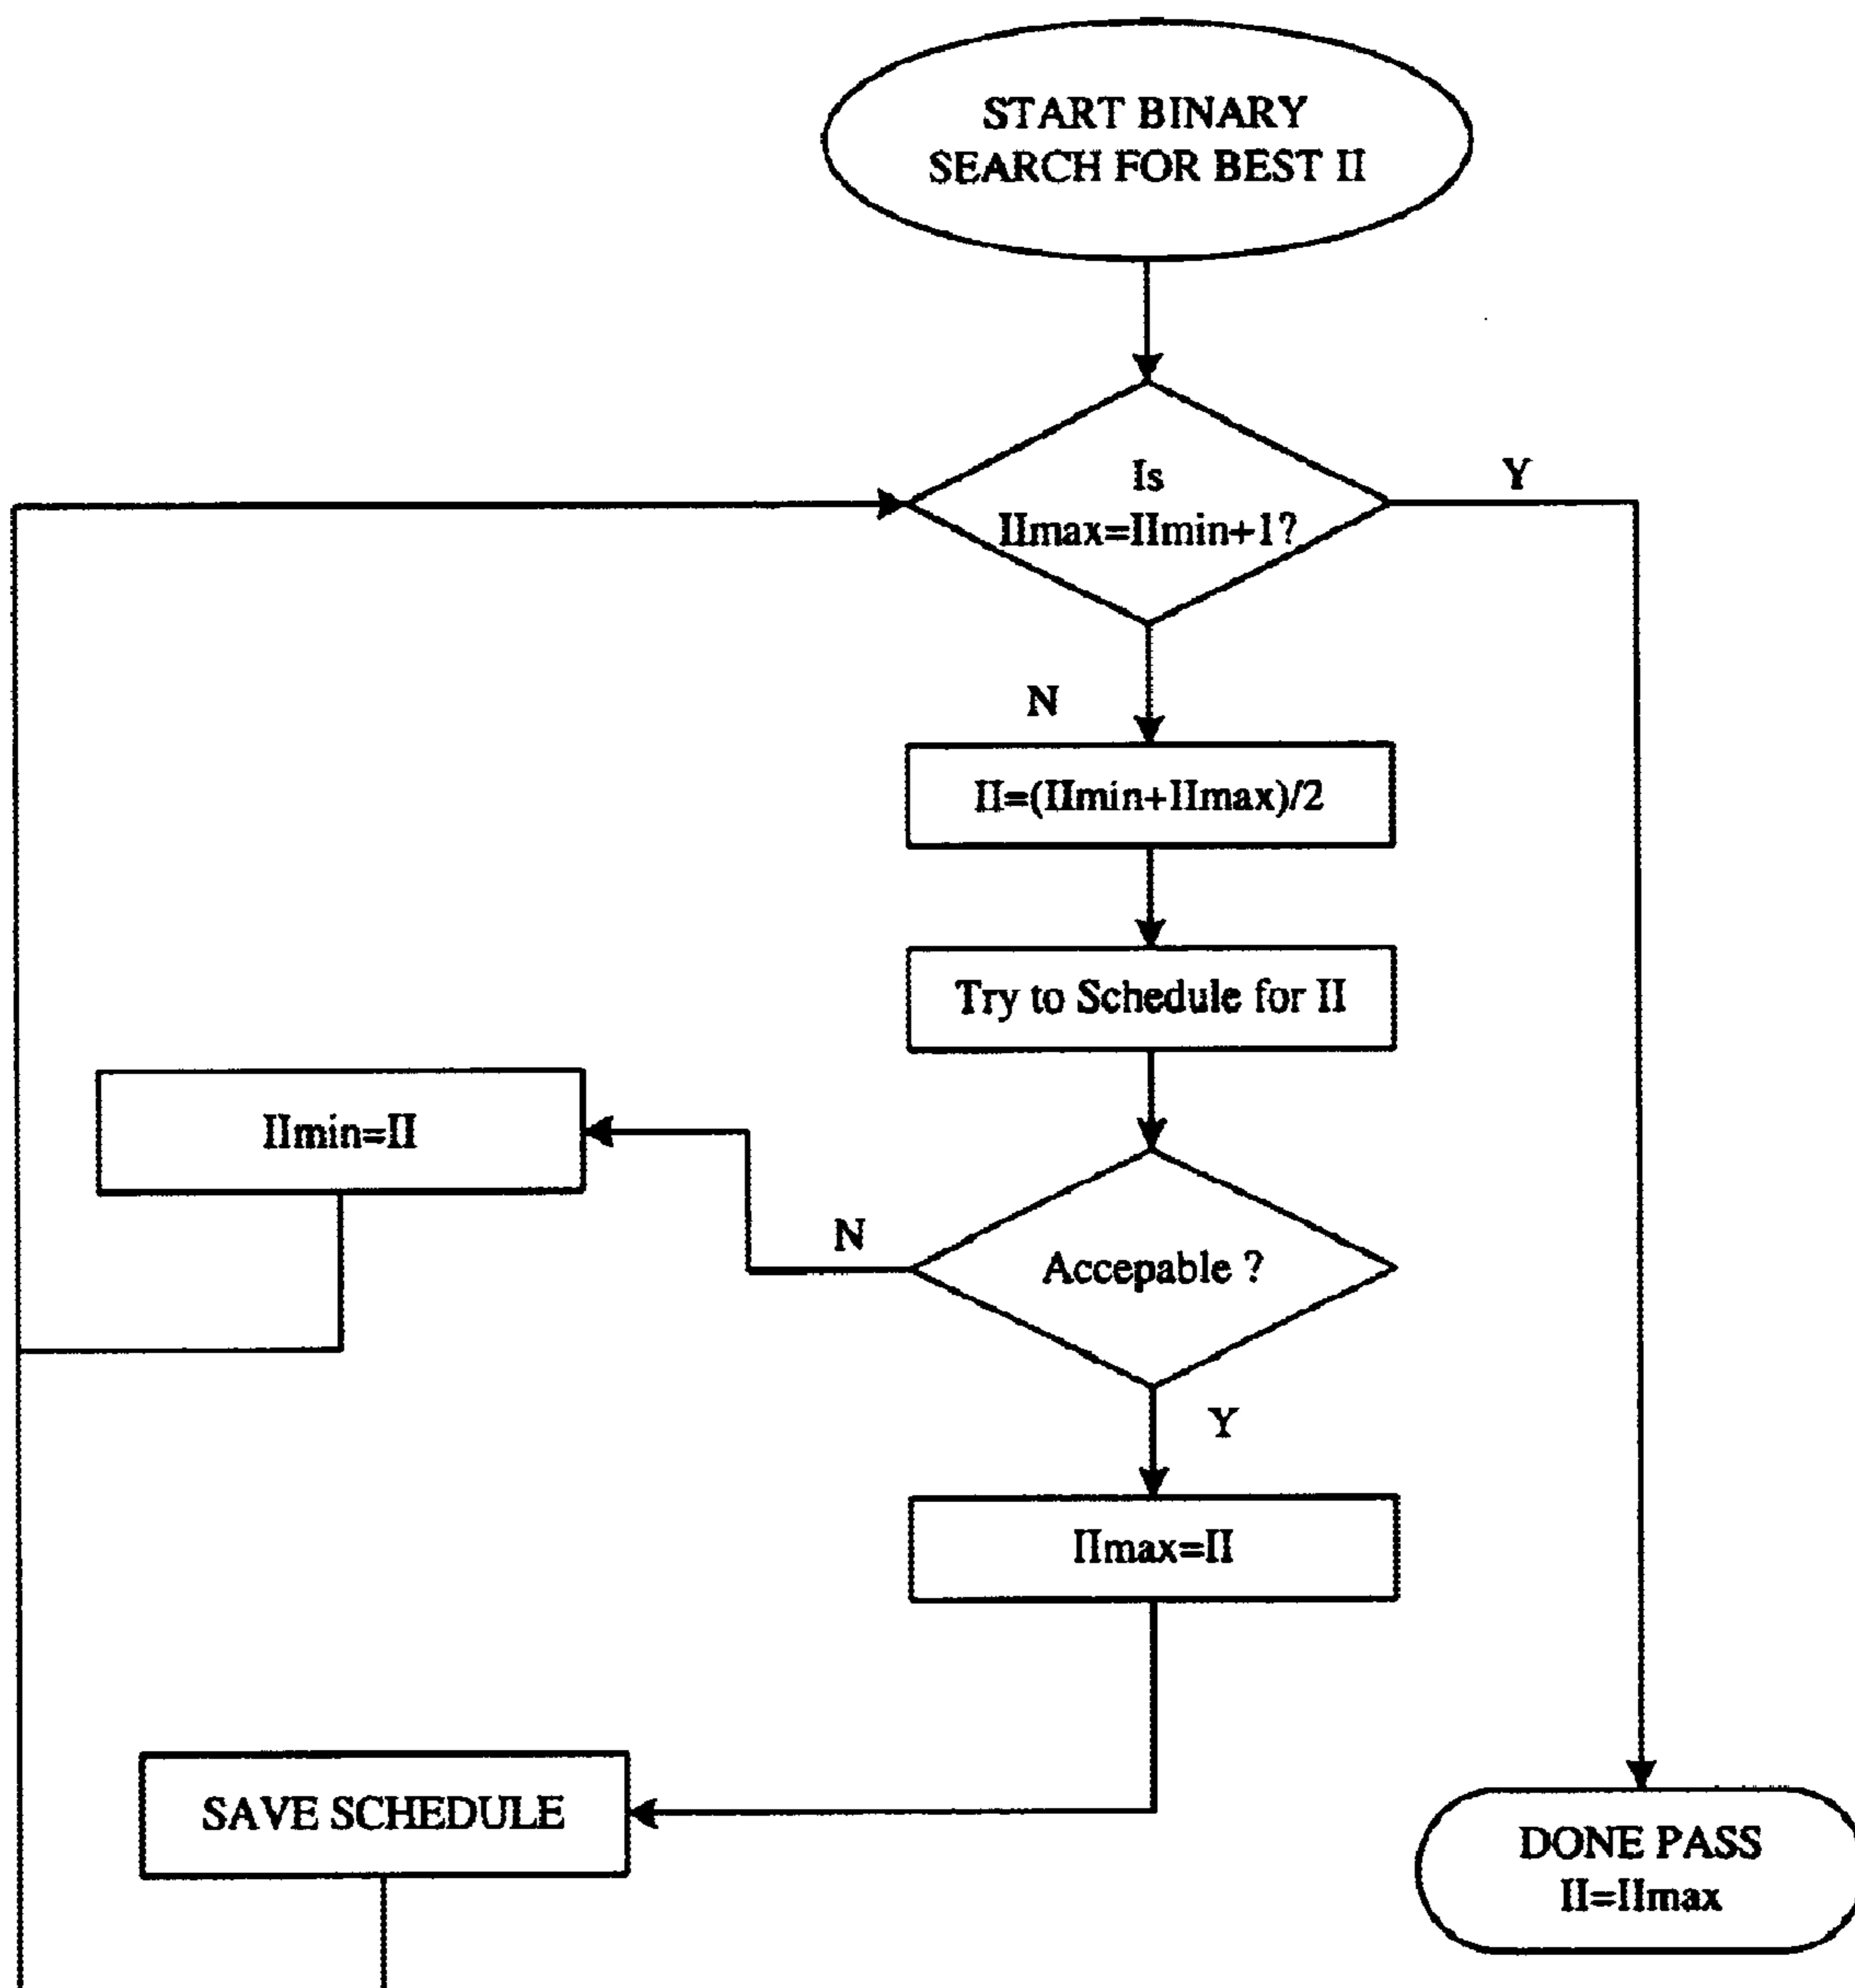 START BINARY
SEARCH FOR BEST II
Is
IImax=IImin+1?
Y
N
II=(IImin+IImax)/2
Try to Schedule for II
IImin=II
N
Accepable ?
Y
IImax=II
SAVE SCHEDULE
DONE PASS
II=IImax